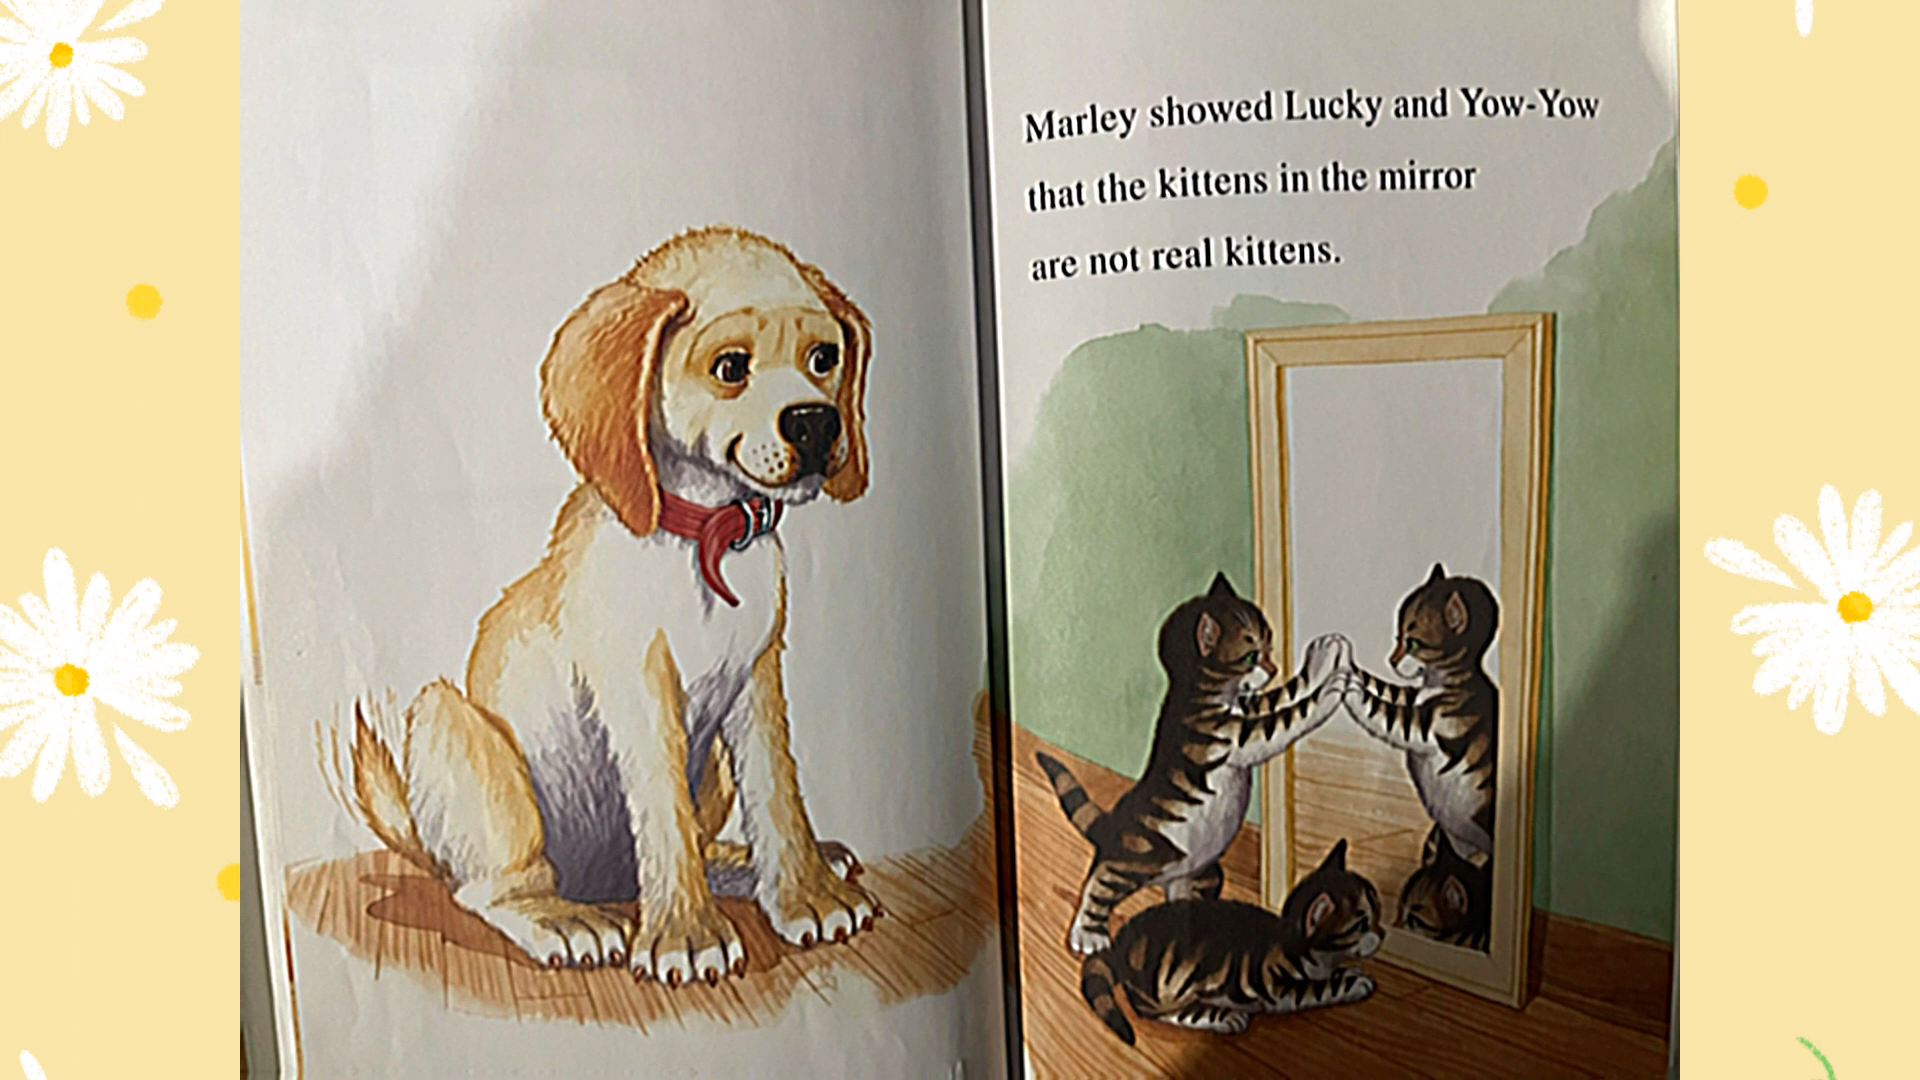 Marley showed Lucky and Yow-Yow
that the kittens in the mirror
are not real kittens.